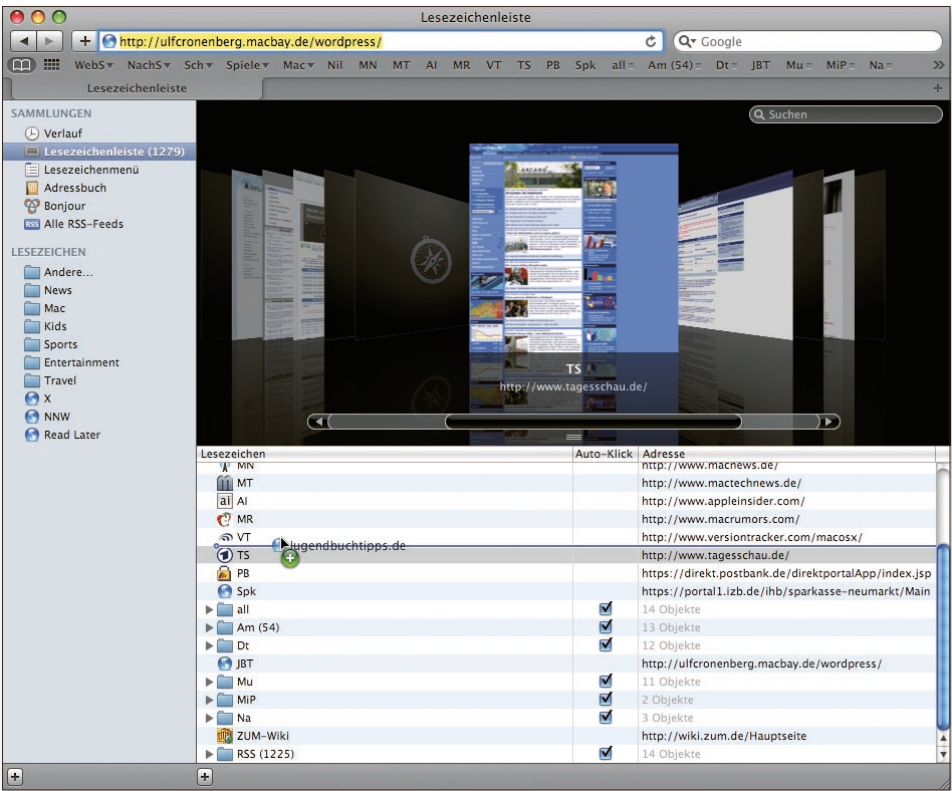 Lesezeichenleiste
http://ulfcronenberg.macbay.de/wordpress/
Google
WebS NachS Sch Spiele Mac Nil MN MT AI MR VT TS PB Spk all Am (54) Dt JBT Mu MiP Na
Lesezeichenleiste
SAMMLUNGEN
Verlauf
Lesezeichenleiste (1279)
Lesezeichenmenü
Adressbuch
Bonjour
RSS Alle RSS-Feeds
LESEZEICHEN
Andere...
News
Mac
Kids
Sports
Entertainment
Travel
X
NNW
Read Later
Suchen
TS
http://www.tagesschau.de/
Lesezeichen Auto-Klick Adresse
MN http://www.macnews.de/
MT http://www.mactechnews.de/
ai AI http://www.appleinsider.com/
MR http://www.macrumors.com/
VT http://www.versiontracker.com/macosx/
Jugendbuchtipps.de
TS http://www.tagesschau.de/
PB https://direkt.postbank.de/direktportalApp/index.jsp
Spk https://portal1.izb.de/ihb/sparkasse-neumarkt/Main
all 14 Objekte
Am (54) 13 Objekte
Dt 12 Objekte
JBT http://ulfcronenberg.macbay.de/wordpress/
Mu 11 Objekte
MiP 2 Objekte
Na 3 Objekte
ZUM-Wiki http://wiki.zum.de/Hauptseite
RSS (1225) 14 Objekte